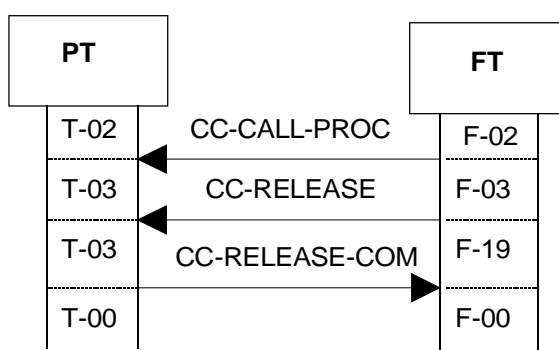 PT FT
T-02 CC-CALL-PROC F-02
T-03 CC-RELEASE F-03
T-03 CC-RELEASE-COM F-19
T-00 F-00